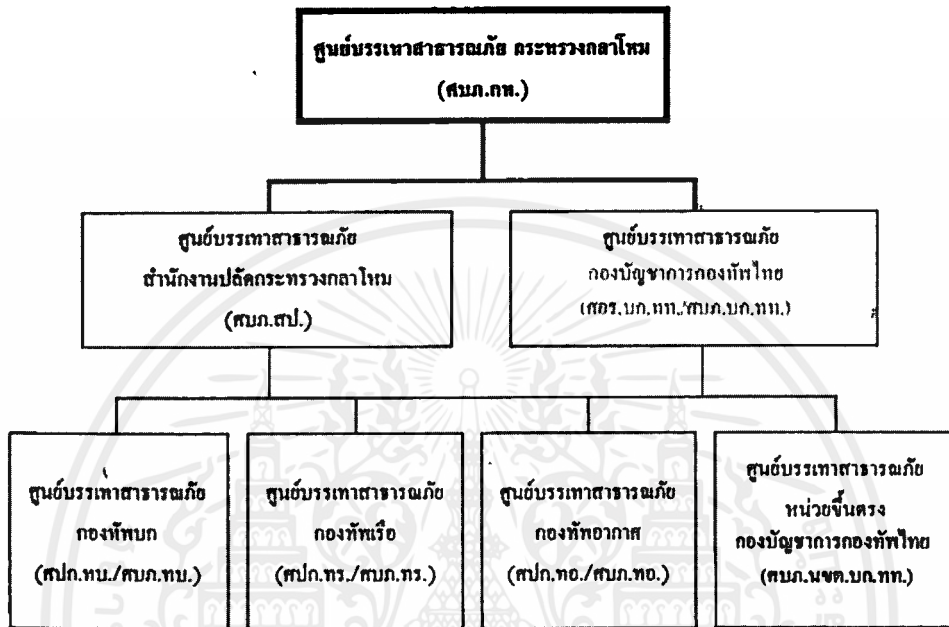 ศูนย์บรรเทาสาธารณภัย กระทรวงกลาโหม
(ศบภ.กห.)
ศูนย์บรรเทาสาธารณภัย
สำนักงานปลัดกระทรวงกลาโหม
(ศบภ.สป.)
ศูนย์บรรเทาสาธารณภัย
กองบัญชาการกองทัพไทย
(ศอร.บก.ทท./ศบภ.บก.ทท.)
ศูนย์บรรเทาสาธารณภัย
กองทัพบก
(ศปก.ทบ./ศบภ.ทบ.)
ศูนย์บรรเทาสาธารณภัย
กองทัพเรือ
(ศปก.ทร./ศบภ.ทร.)
ศูนย์บรรเทาสาธารณภัย
กองทัพอากาศ
(ศปก.ทอ./ศบภ.ทอ.)
ศูนย์บรรเทาสาธารณภัย
หน่วยขึ้นตรง
กองบัญชาการกองทัพไทย
(ศบภ.นขต.บก.ทท.)